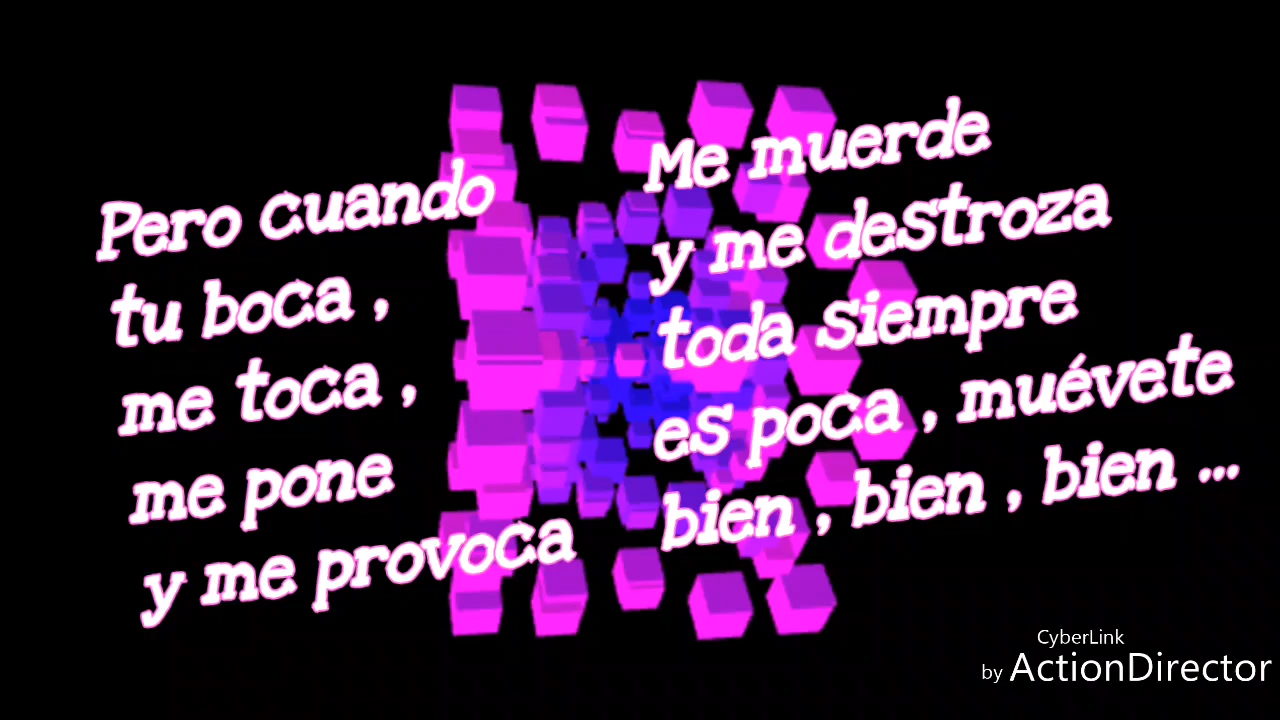 Pero cuando
tu boca ,
me toca ,
me pone
y me provoca
Me muerde
y me destroza
toda siempre
es poca , muévete
bien , bien , bien ...
CyberLink
by ActionDirector